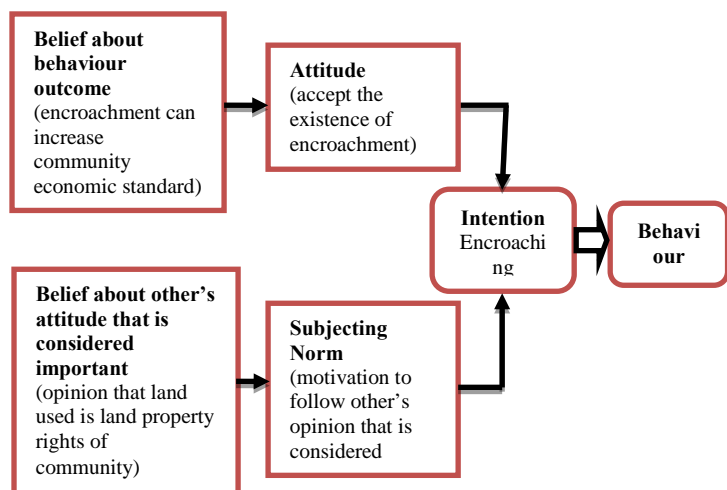 Belief about
behaviour
outcome
(encroachment can
increase
community
economic standard)
Attitude
(accept the
existence of
encroachment)
Intention
Encroachi
ng
Behavi
our
Belief about other's
attitude that is
considered
important
(opinion that land
used is land property
rights of
community)
Subjecting
Norm
(motivation to
follow other's
opinion that is
considered